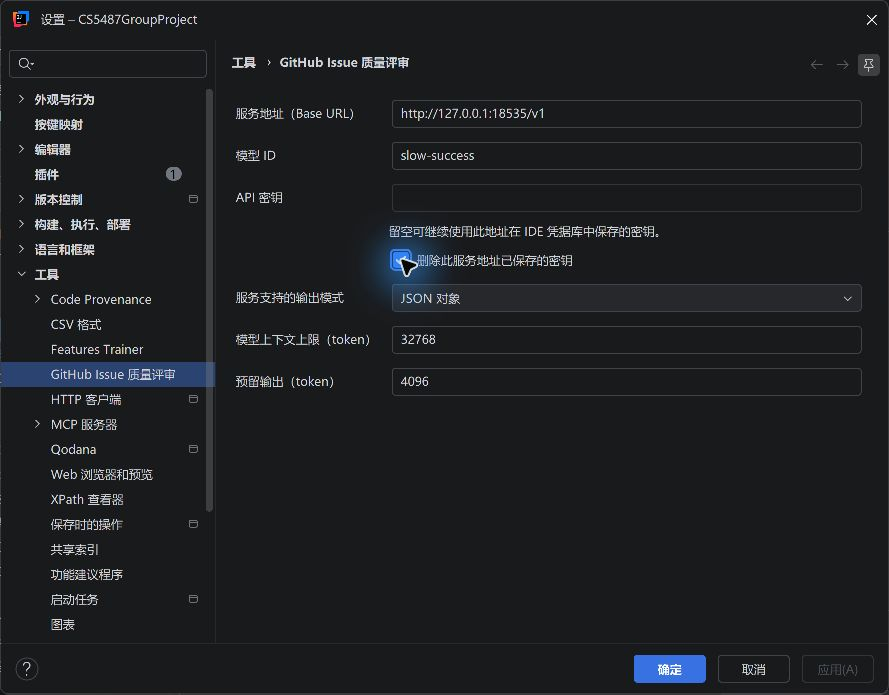 设置 – CS5487GroupProject
外观与行为
按键映射
编辑器
插件 1
版本控制
构建、执行、部署
语言和框架
工具
Code Provenance
CSV 格式
Features Trainer
GitHub Issue 质量评审
HTTP 客户端
MCP 服务器
Qodana
Web 浏览器和预览
XPath 查看器
保存时的操作
共享索引
功能建议程序
启动任务
图表
工具 › GitHub Issue 质量评审
服务地址（Base URL） http://127.0.0.1:18535/v1
模型 ID slow-success
API 密钥
留空可继续使用此地址在 IDE 凭据库中保存的密钥。
删除此服务地址已保存的密钥
服务支持的输出模式 JSON 对象
模型上下文上限（token） 32768
预留输出（token） 4096
? 确定 取消 应用(A)